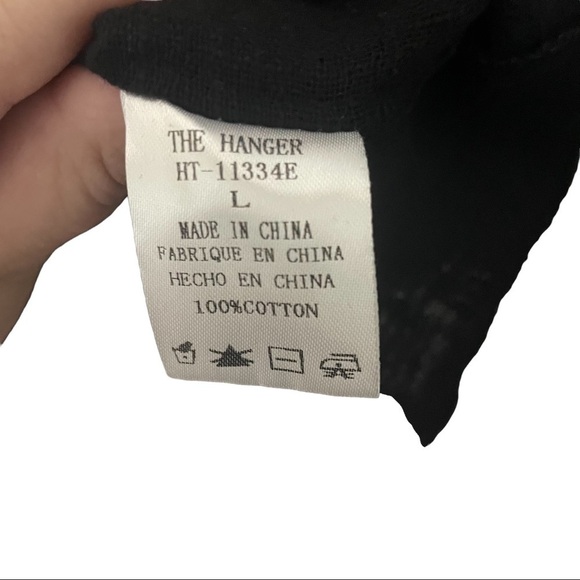 THE HANGER
HT-11334E
L
MADE IN CHINA
FABRIQUE EN CHINA
HECHO EN CHINA
100%COTTON